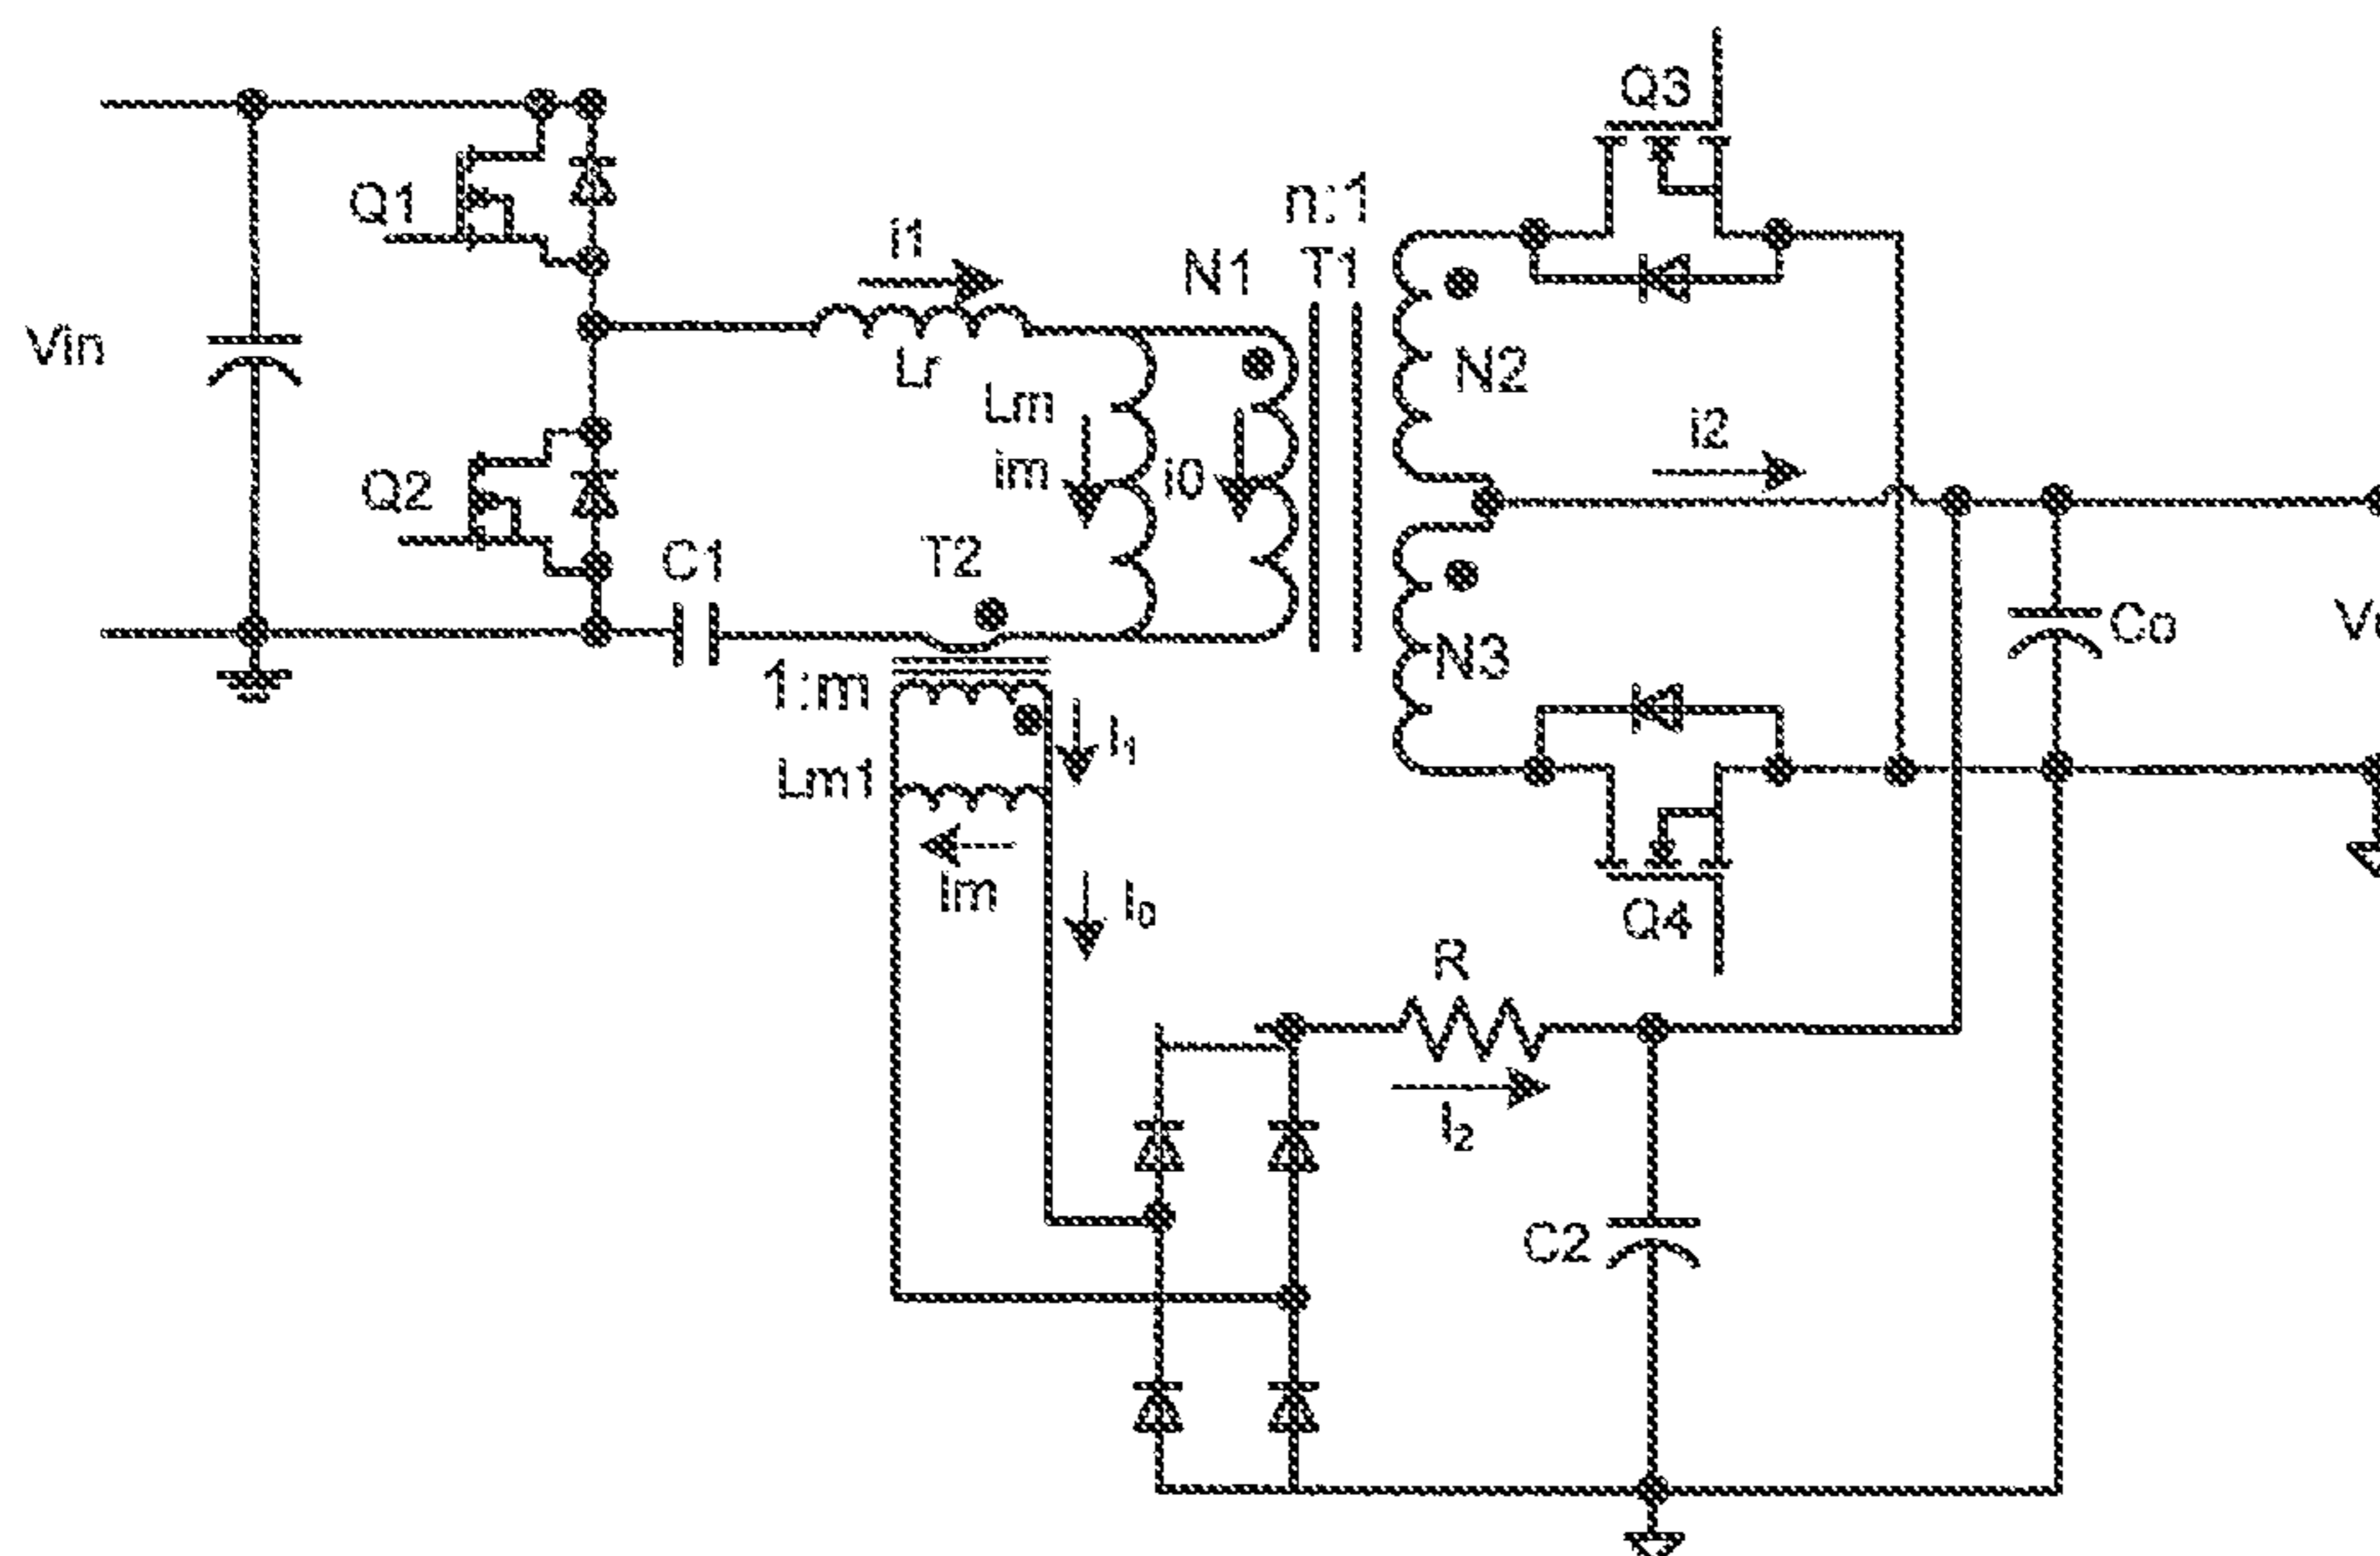 Q3
n:1
Q1
i1
N1
T1
Vin
Lr
N2
Lm
i2
im
i0
Q2
C1
T2
Co
N3
1:m
I₁
Lm1
Im
I₀
Q4
R
I₂
C2